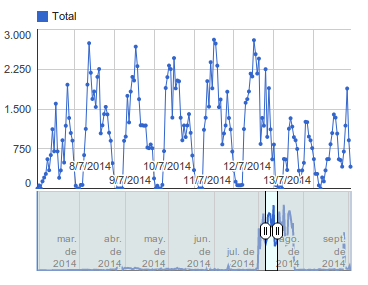 Total
3.000
2.250
1.500
750
0
8/7/2014 10/7/2014 12/7/2014
9/7/2014 11/7/2014 13/7/2014
mar. de 2014
abr. de 2014
may. de 2014
jun. de 2014
jul. de 2014
ago. de 2014
sept. de 2014